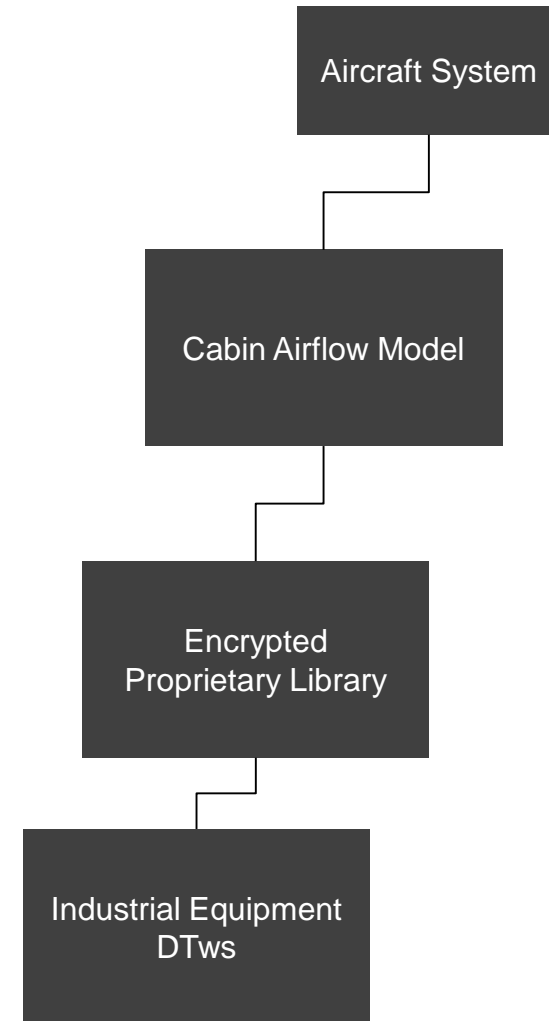 Aircraft System
Cabin Airflow Model
Encrypted
Proprietary Library
Industrial Equipment
DTws